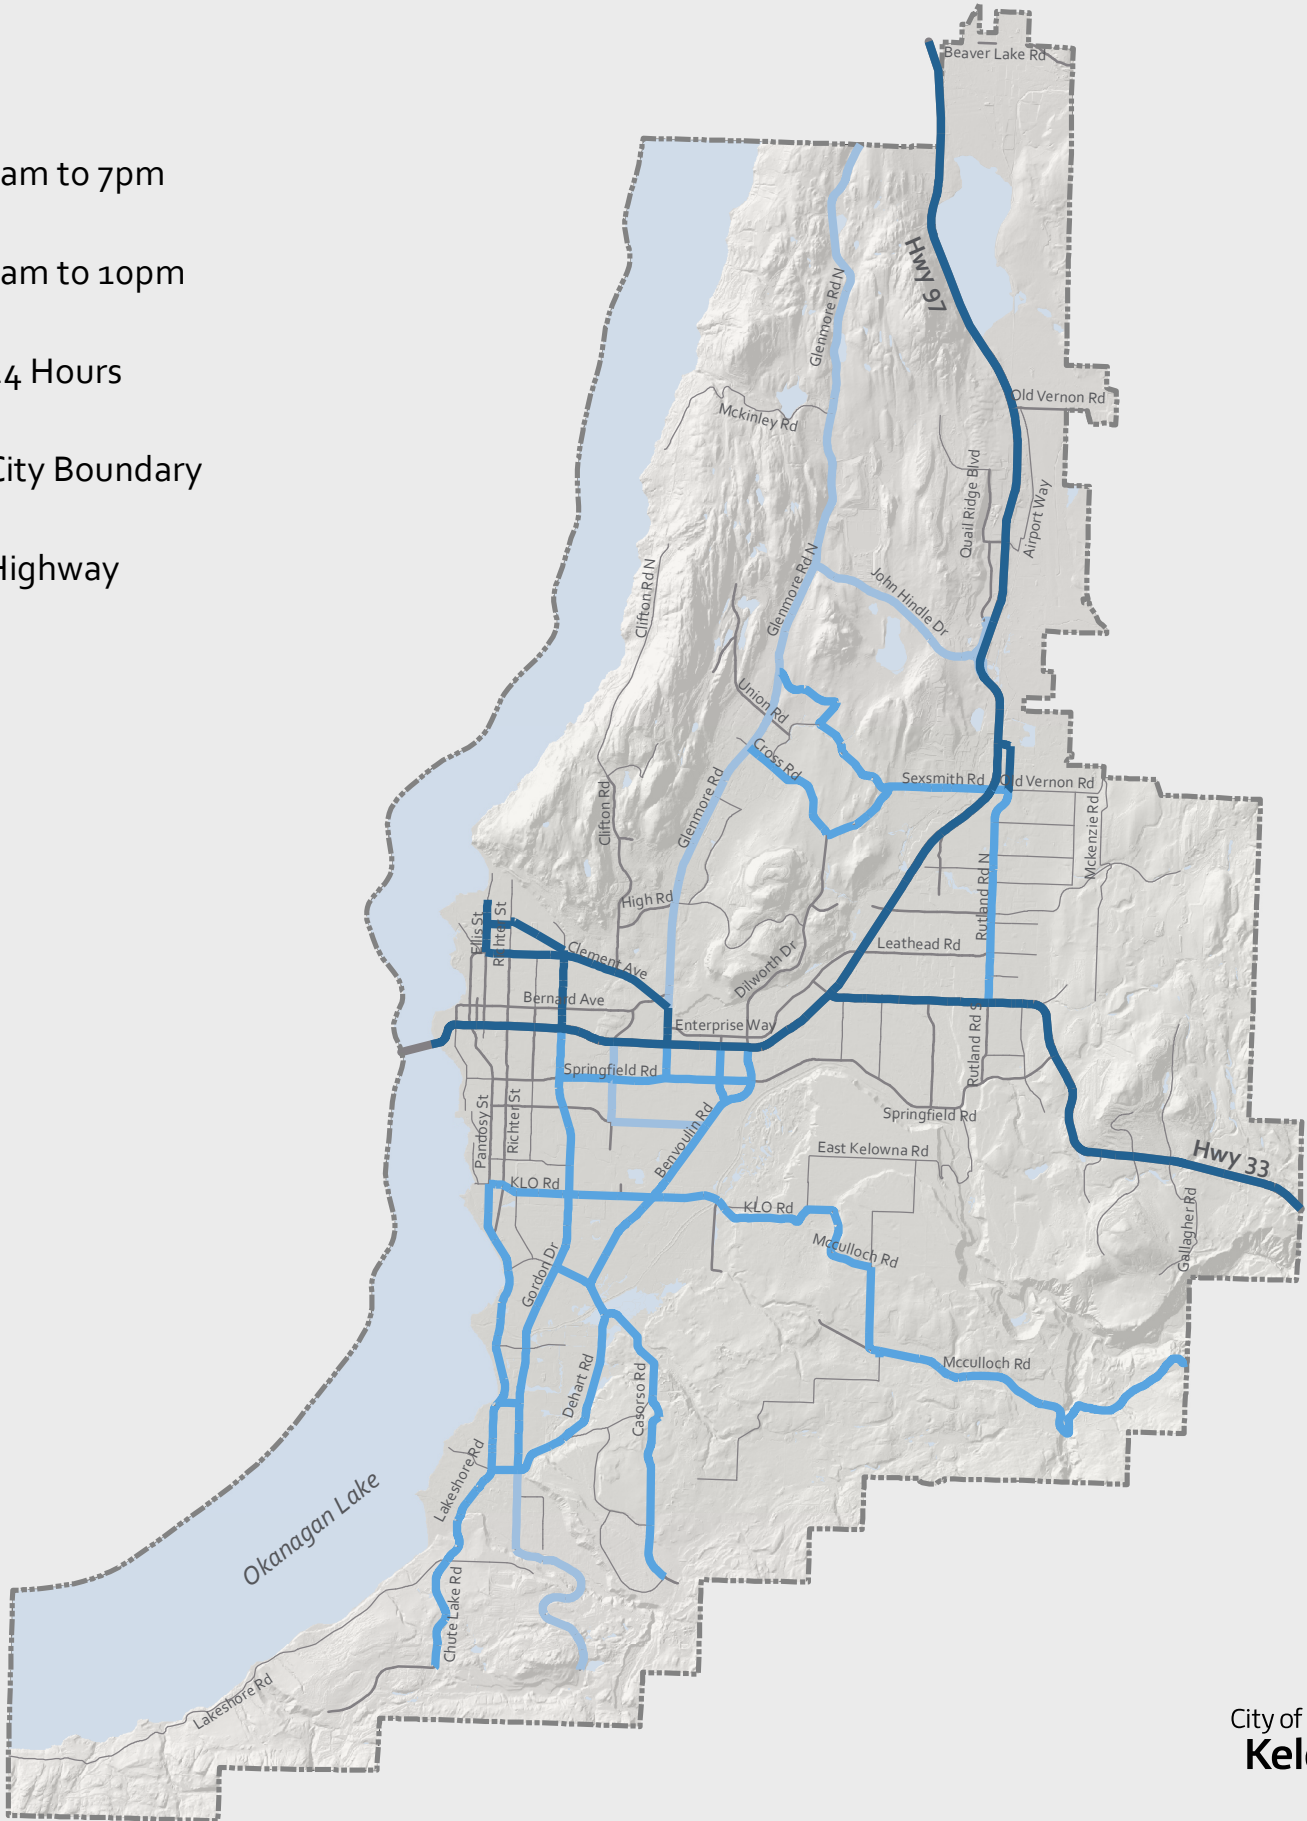 am to 7pm
am to 10pm
4 Hours
City Boundary
Highway
Beaver Lake Rd
Hwy 97
Glenmore Rd N
Old Vernon Rd
Mckinley Rd
Quail Ridge Blvd
Airport Way
Glenmore Rd N
John Hindle Dr
Clifton Rd N
Union Rd
Cross Rd
Sexsmith Rd
Old Vernon Rd
Glenmore Rd
Clifton Rd
Mckenzie Rd
Rutland Rd N
High Rd
Ellis St
Richter St
Clement Ave
Leathead Rd
Dilworth Dr
Bernard Ave
Enterprise Way
Rutland Rd S
Springfield Rd
Springfield Rd
Pandosy St
Richter St
Benvoulin Rd
East Kelowna Rd
Hwy 33
KLO Rd
KLO Rd
Gallagher Rd
Mcculloch Rd
Gordon Dr
Mcculloch Rd
Dehart Rd
Casorso Rd
Lakeshore Rd
Okanagan Lake
Chute Lake Rd
Lakeshore Rd
City of
Kel